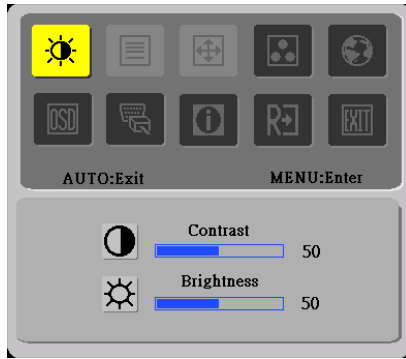 OSD R EXIT
AUTO:Exit MENU:Enter
Contrast
50
Brightness
50